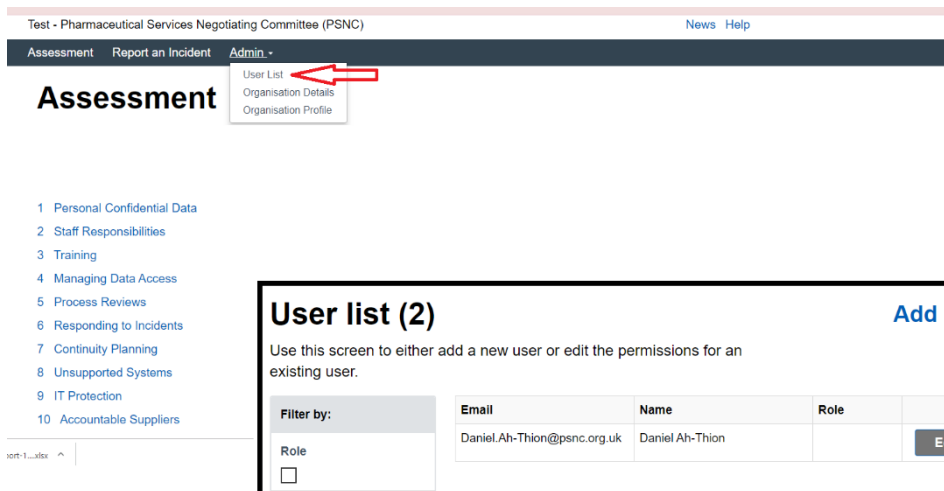 Test - Pharmaceutical Services Negotiating Committee (PSNC)
News Help
Assessment Report an Incident Admin
User List
Organisation Details
Organisation Profile
Assessment
1 Personal Confidential Data
2 Staff Responsibilities
3 Training
4 Managing Data Access
5 Process Reviews
6 Responding to Incidents
7 Continuity Planning
8 Unsupported Systems
9 IT Protection
10 Accountable Suppliers
User list (2)
Add
Use this screen to either add a new user or edit the permissions for an
existing user.
Filter by:
Role
Email Name Role
Daniel.Ah-Thion@psnc.org.uk Daniel Ah-Thion
E
ort-1....xlsx